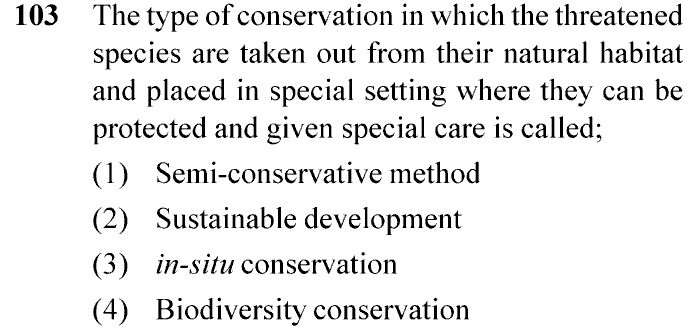 103 The type of conservation in which the threatened
species are taken out from their natural habitat
and placed in special setting where they can be
protected and given special care is called;
(1) Semi-conservative method
(2) Sustainable development
(3) in-situ conservation
(4) Biodiversity conservation